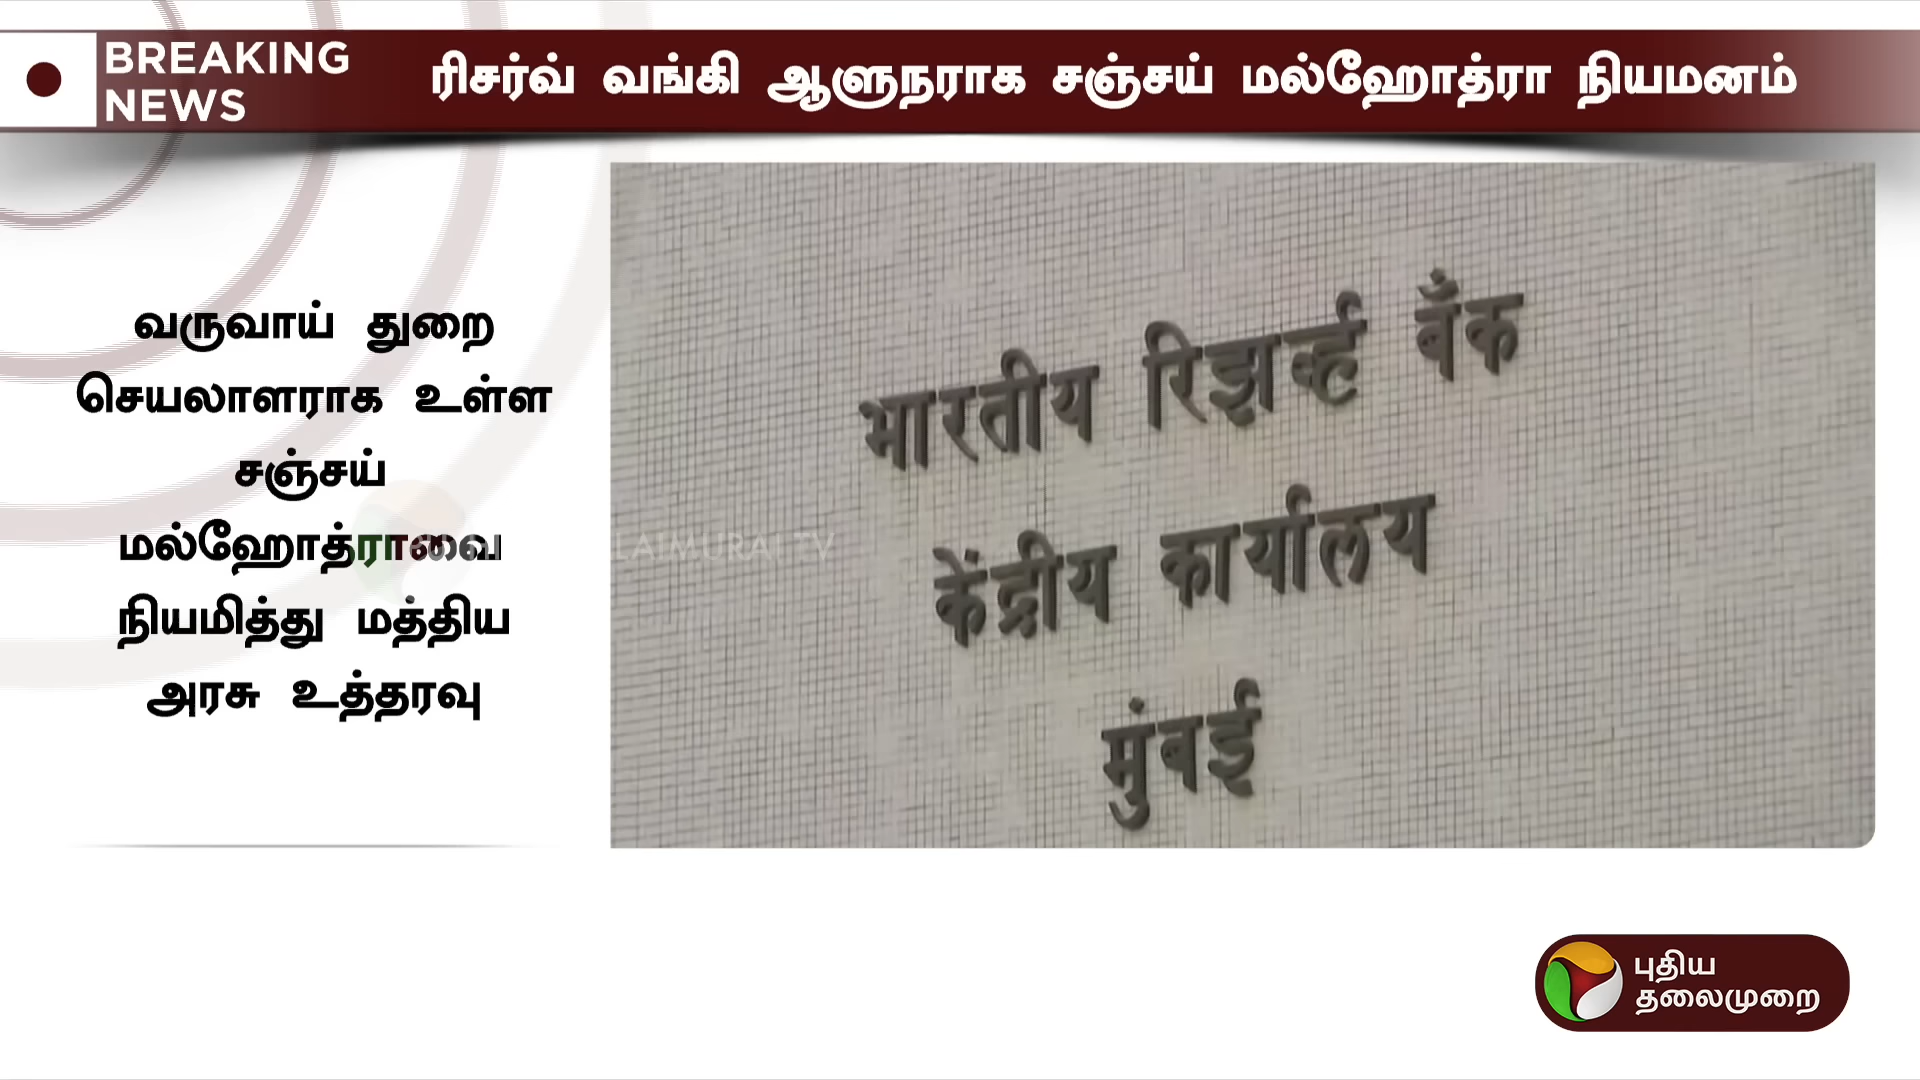 BREAKING
NEWS
ரிசர்வ் வங்கி ஆளுநராக சஞ்சய் மல்ஹோத்ரா நியமனம்
வருவாய் துறை
செயலாளராக உள்ள
சஞ்சய்
மல்ஹோத்ராவை
நியமித்து மத்திய
அரசு உத்தரவு
भारतीय रिझर्व्ह बँक
केंद्रीय कार्यालय
मुंबई
புதிய
தலைமுறை